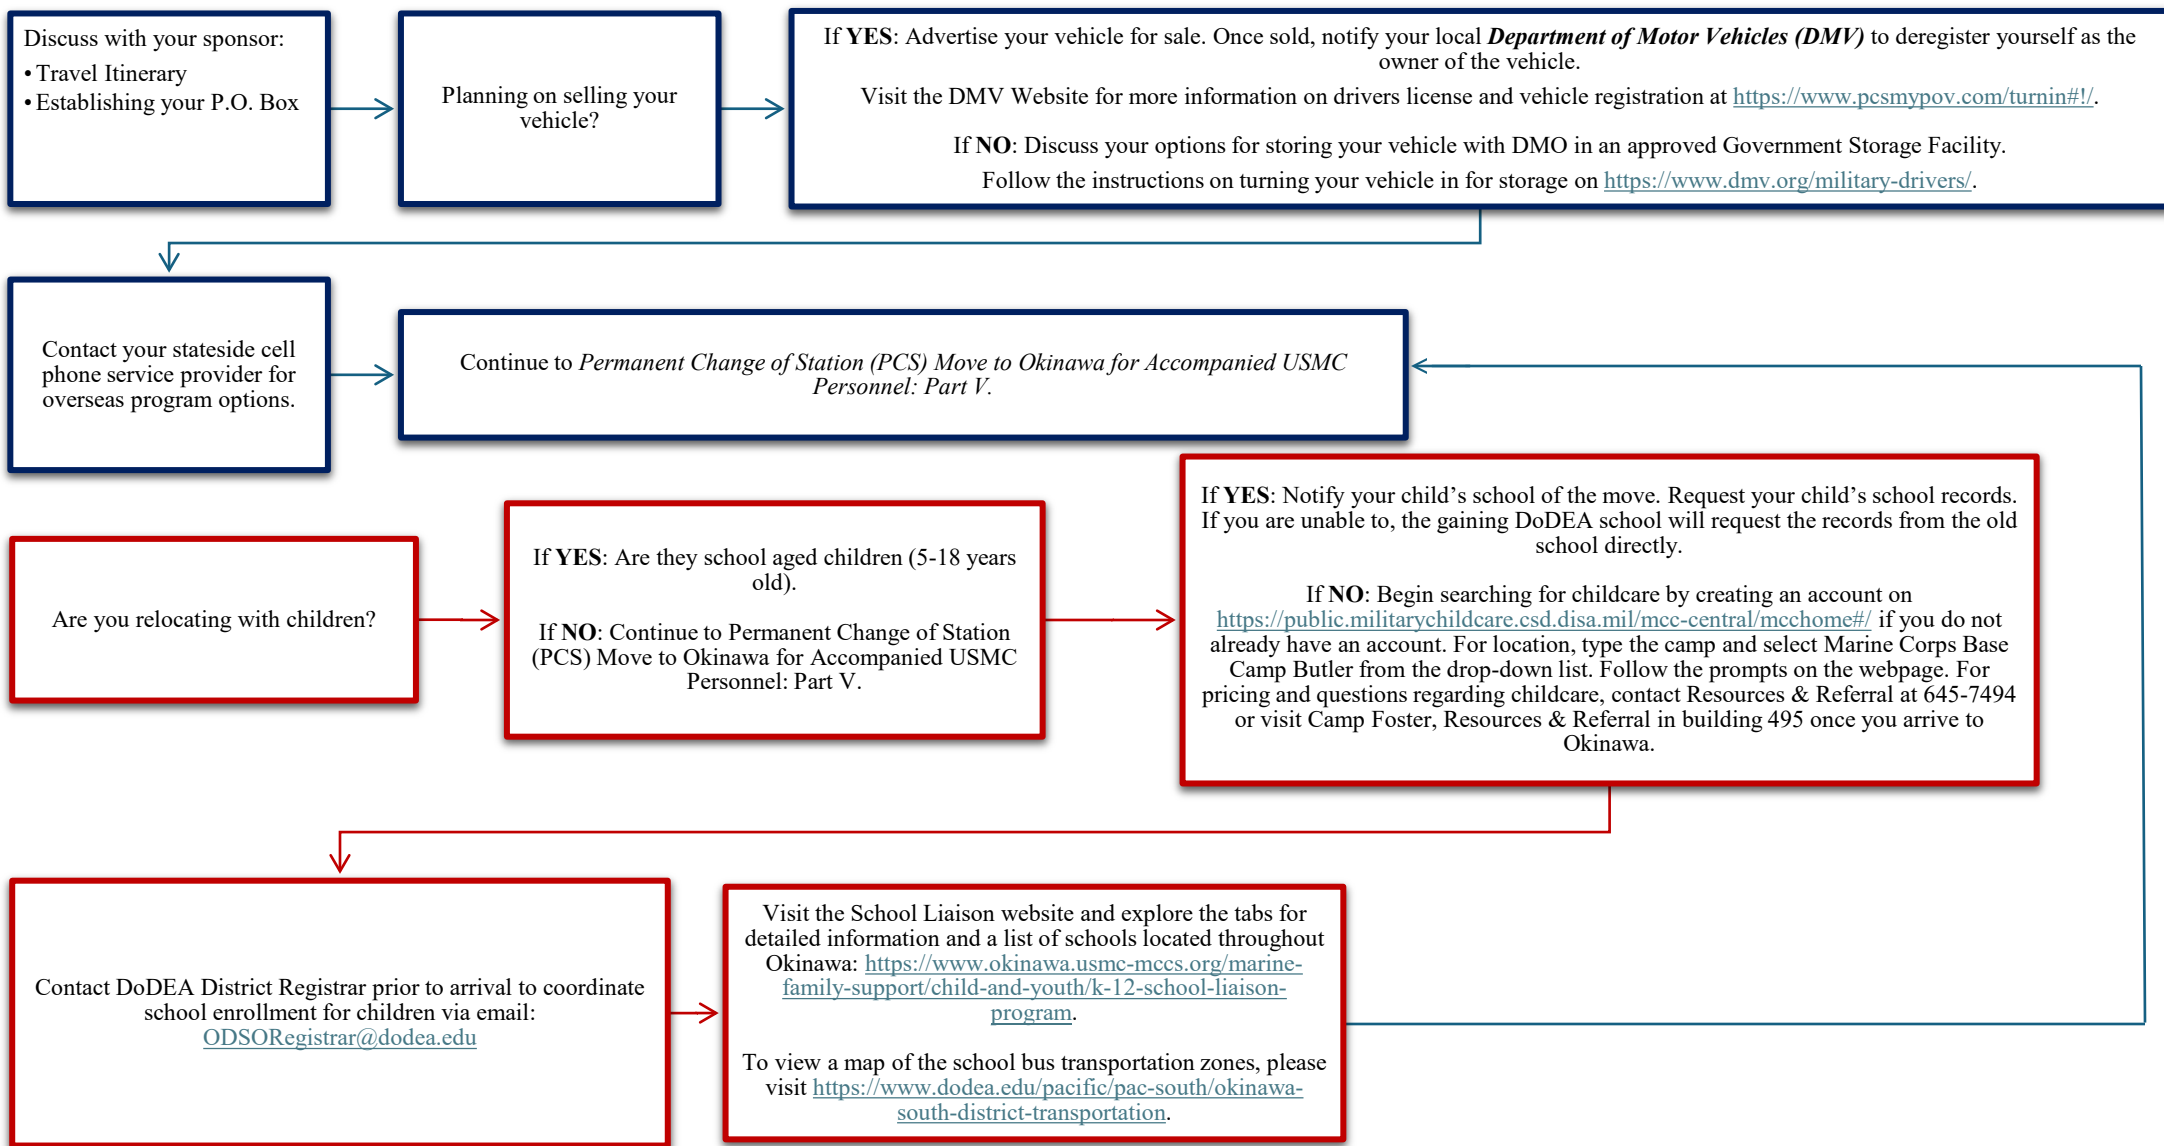 Discuss with your sponsor:
• Travel Itinerary
• Establishing your P.O. Box
Planning on selling your
vehicle?
If YES: Advertise your vehicle for sale. Once sold, notify your local Department of Motor Vehicles (DMV) to deregister yourself as the
owner of the vehicle.
Visit the DMV Website for more information on drivers license and vehicle registration at https://www.pcsmypov.com/turnin#!/.
If NO: Discuss your options for storing your vehicle with DMO in an approved Government Storage Facility.
Follow the instructions on turning your vehicle in for storage on https://www.dmv.org/military-drivers/.
Contact your stateside cell
phone service provider for
overseas program options.
Continue to Permanent Change of Station (PCS) Move to Okinawa for Accompanied USMC
Personnel: Part V.
Are you relocating with children?
If YES: Are they school aged children (5-18 years
old).
If NO: Continue to Permanent Change of Station
(PCS) Move to Okinawa for Accompanied USMC
Personnel: Part V.
If YES: Notify your child’s school of the move. Request your child’s school records.
If you are unable to, the gaining DoDEA school will request the records from the old
school directly.
If NO: Begin searching for childcare by creating an account on
https://public.militarychildcare.csd.disa.mil/mcc-central/mcchome#/ if you do not
already have an account. For location, type the camp and select Marine Corps Base
Camp Butler from the drop-down list. Follow the prompts on the webpage. For
pricing and questions regarding childcare, contact Resources & Referral at 645-7494
or visit Camp Foster, Resources & Referral in building 495 once you arrive to
Okinawa.
Contact DoDEA District Registrar prior to arrival to coordinate
school enrollment for children via email:
ODSORegistrar@dodea.edu
Visit the School Liaison website and explore the tabs for
detailed information and a list of schools located throughout
Okinawa: https://www.okinawa.usmc-mccs.org/marine-
family-support/child-and-youth/k-12-school-liaison-
program.
To view a map of the school bus transportation zones, please
visit https://www.dodea.edu/pacific/pac-south/okinawa-
south-district-transportation.